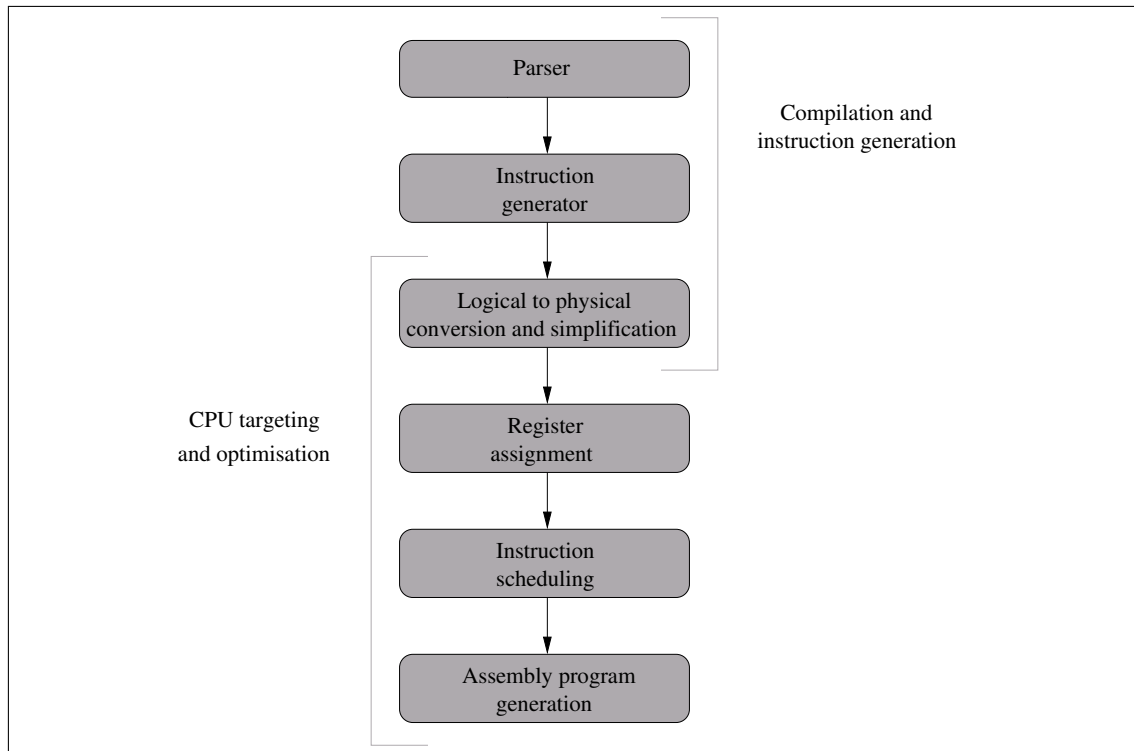 Parser
Compilation and
instruction generation
Instruction
generator
Logical to physical
conversion and simplification
CPU targeting
and optimisation
Register
assignment
Instruction
scheduling
Assembly program
generation